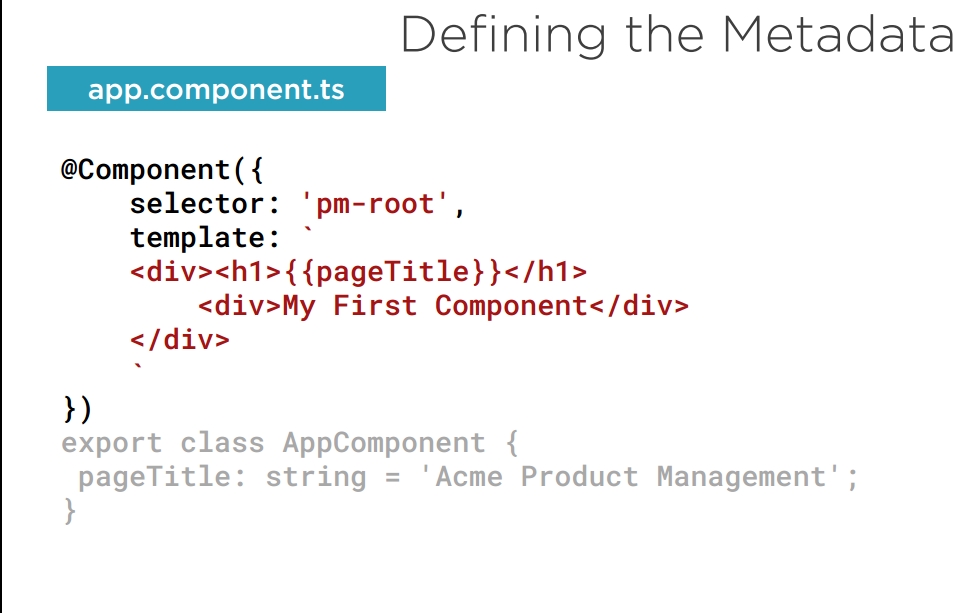 Defining the Metadata
app.component.ts
@Component({
    selector: 'pm-root',
    template: `
    <div><h1>{{pageTitle}}</h1>
        <div>My First Component</div>
    </div>
    `
})
export class AppComponent {
 pageTitle: string = 'Acme Product Management';
}